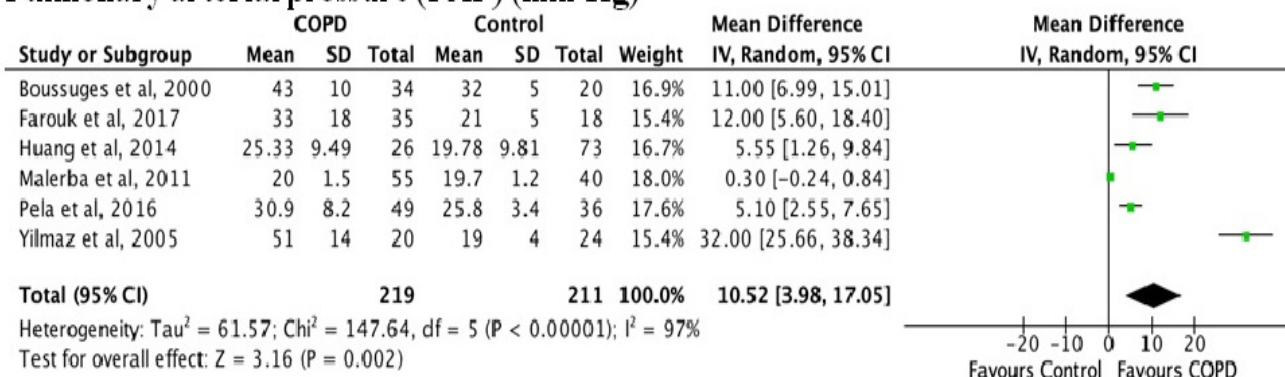 Pulmonary arterial pressure (PAP) (mm Hg)
COPD Control Mean Difference Mean Difference
Study or Subgroup Mean SD Total Mean SD Total Weight IV, Random, 95% CI IV, Random, 95% CI
Boussuges et al, 2000 43 10 34 32 5 20 16.9% 11.00 [6.99, 15.01]
Farouk et al, 2017 33 18 35 21 5 18 15.4% 12.00 [5.60, 18.40]
Huang et al, 2014 25.33 9.49 26 19.78 9.81 73 16.7% 5.55 [1.26, 9.84]
Malerba et al, 2011 20 1.5 55 19.7 1.2 40 18.0% 0.30 [−0.24, 0.84]
Pela et al, 2016 30.9 8.2 49 25.8 3.4 36 17.6% 5.10 [2.55, 7.65]
Yilmaz et al, 2005 51 14 20 19 4 24 15.4% 32.00 [25.66, 38.34]
Total (95% CI) 219 211 100.0% 10.52 [3.98, 17.05]
Heterogeneity: Tau² = 61.57; Chi² = 147.64, df = 5 (P < 0.00001); I² = 97%
Test for overall effect: Z = 3.16 (P = 0.002)
−20 −10 0 10 20
Favours Control Favours COPD